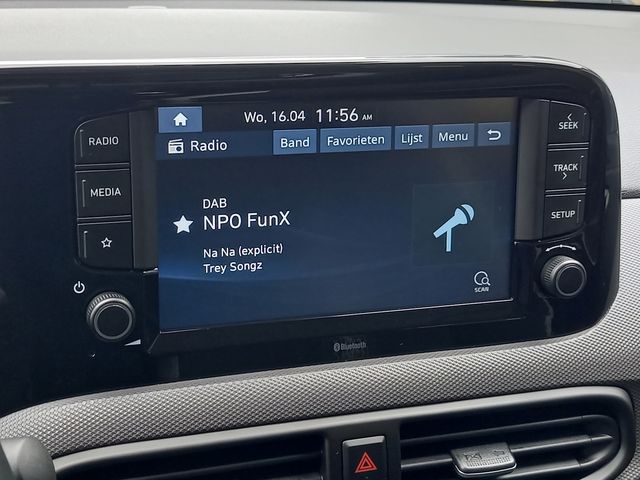 Wo, 16.04 11:56 AM
RADIO
MEDIA
Radio Band Favorieten Lijst Menu
DAB
NPO FunX
Na Na (explicit)
Trey Songz
SCAN
SEEK
TRACK
SETUP
Bluetooth